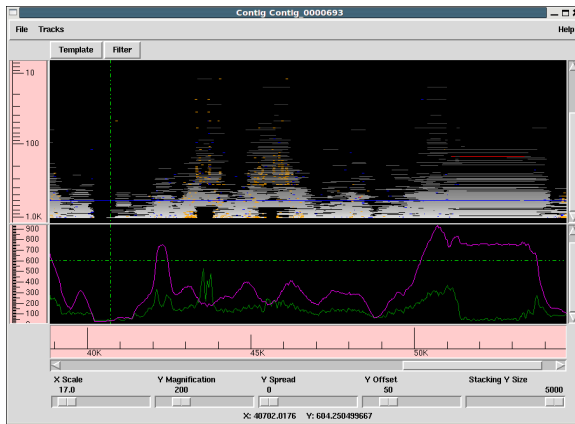 Contig Contig_0000693
File Tracks Help
Template Filter
10
100
1.0K
900
800
700
600
500
400
300
200
100
0
40K 45K 50K
X Scale Y Magnification Y Spread Y Offset Stacking Y Size
17.0 200 0 50 5000
X: 40702.0176 Y: 604.250499667